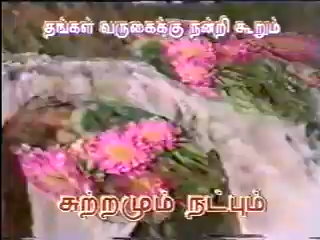 தங்கள் வருகைக்கு நன்றி கூறும்
சுற்றமும் நட்பும்